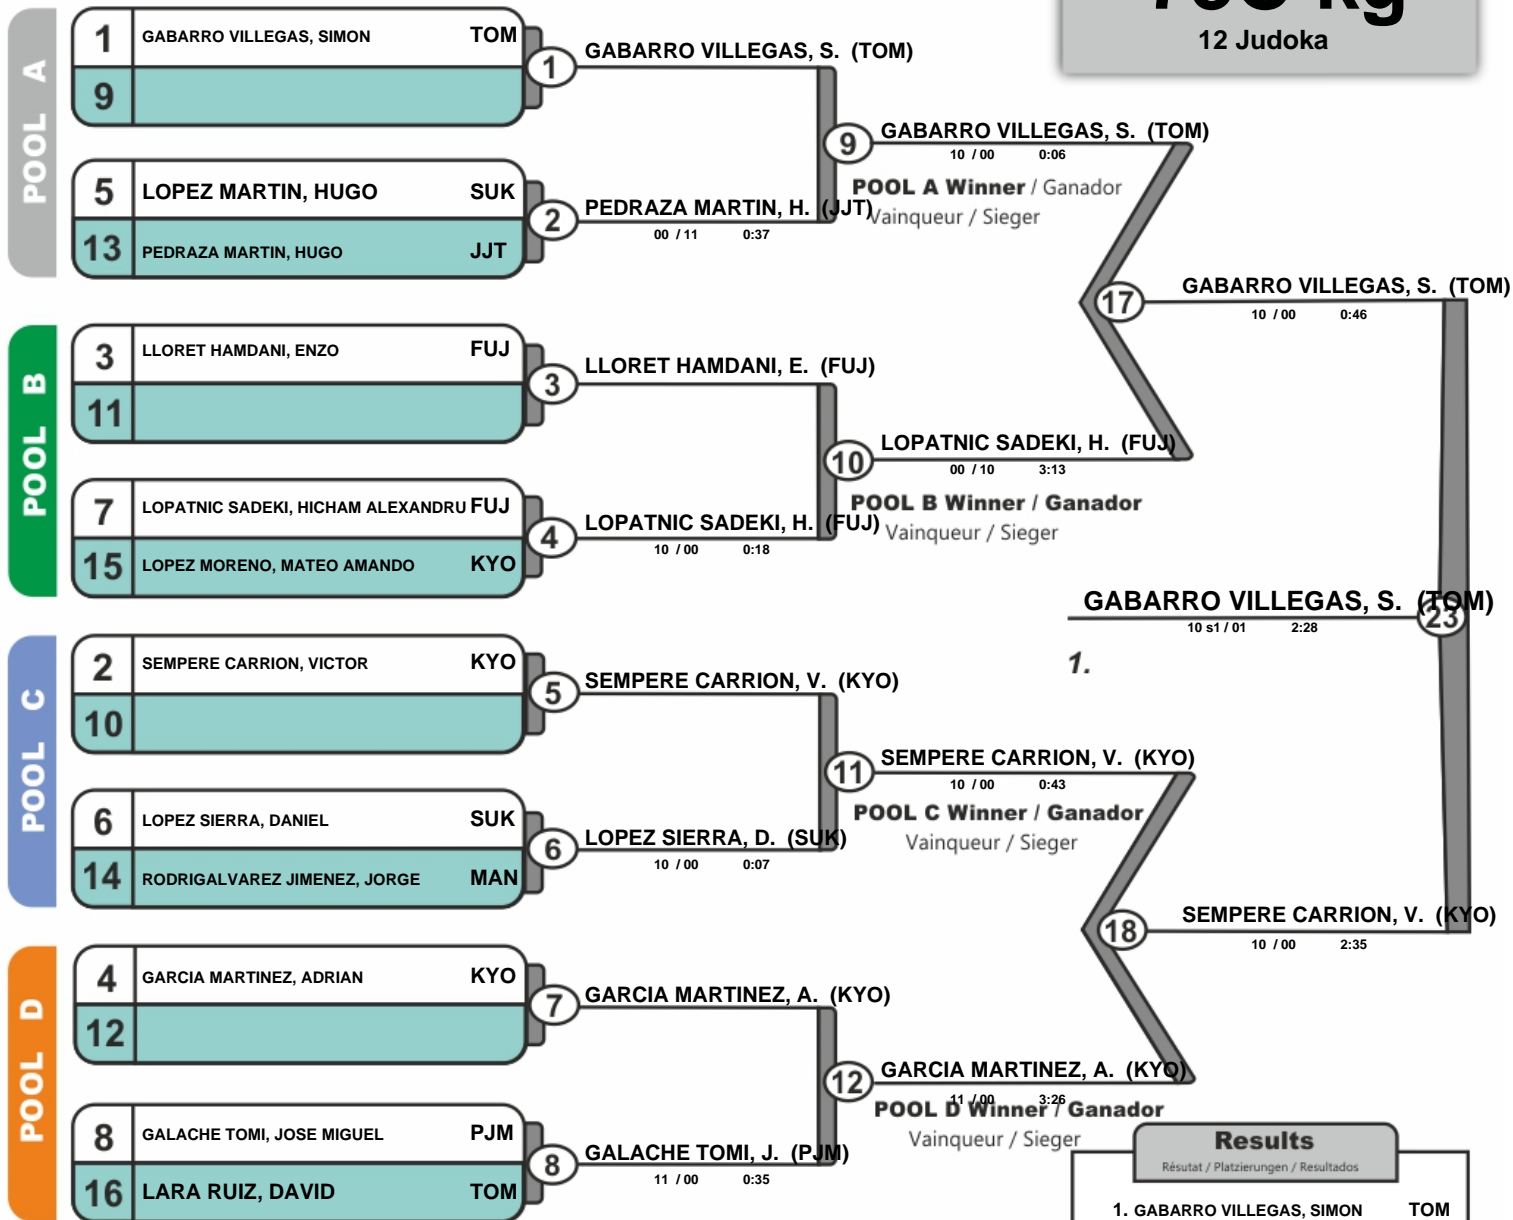 12 Judoka
POOL A
1 GABARRO VILLEGAS, SIMON TOM
9
5 LOPEZ MARTIN, HUGO SUK
13 PEDRAZA MARTIN, HUGO JJT
1 GABARRO VILLEGAS, S. (TOM)
2 PEDRAZA MARTIN, H. (JJT)
00 / 11 0:37
9 GABARRO VILLEGAS, S. (TOM)
10 / 00 0:06
POOL A Winner / Ganador
Vainqueur / Sieger
POOL B
3 LLORET HAMDANI, ENZO FUJ
11
7 LOPATNIC SADEKI, HICHAM ALEXANDRU FUJ
15 LOPEZ MORENO, MATEO AMANDO KYO
3 LLORET HAMDANI, E. (FUJ)
4 LOPATNIC SADEKI, H. (FUJ)
10 / 00 0:18
10 LOPATNIC SADEKI, H. (FUJ)
00 / 10 3:13
POOL B Winner / Ganador
Vainqueur / Sieger
17 GABARRO VILLEGAS, S. (TOM)
10 / 00 0:46
GABARRO VILLEGAS, S. (TOM)
23
10 s1 / 01 2:28
1.
POOL C
2 SEMPERE CARRION, VICTOR KYO
10
6 LOPEZ SIERRA, DANIEL SUK
14 RODRIGALVAREZ JIMENEZ, JORGE MAN
5 SEMPERE CARRION, V. (KYO)
6 LOPEZ SIERRA, D. (SUK)
10 / 00 0:07
11 SEMPERE CARRION, V. (KYO)
10 / 00 0:43
POOL C Winner / Ganador
Vainqueur / Sieger
POOL D
4 GARCIA MARTINEZ, ADRIAN KYO
12
8 GALACHE TOMI, JOSE MIGUEL PJM
16 LARA RUIZ, DAVID TOM
7 GARCIA MARTINEZ, A. (KYO)
8 GALACHE TOMI, J. (PJM)
11 / 00 0:35
12 GARCIA MARTINEZ, A. (KYO)
11 / 00 3:26
POOL D Winner / Ganador
Vainqueur / Sieger
18 SEMPERE CARRION, V. (KYO)
10 / 00 2:35
Results
Résutat / Platzierungen / Resultados
1. GABARRO VILLEGAS, SIMON TOM